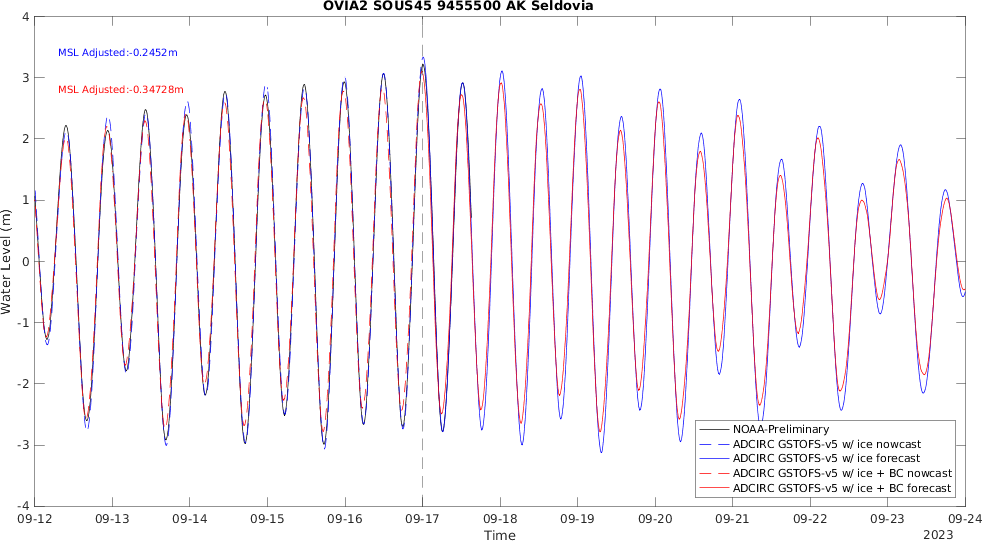 OVIA2 SOUS45 9455500 AK Seldovia
4
3
2
1
0
-1
-2
-3
-4
Water Level (m)
MSL Adjusted:-0.2452m
MSL Adjusted:-0.34728m
NOAA-Preliminary
ADCIRC GSTOFS-v5 w/ ice nowcast
ADCIRC GSTOFS-v5 w/ ice forecast
ADCIRC GSTOFS-v5 w/ ice + BC nowcast
ADCIRC GSTOFS-v5 w/ ice + BC forecast
09-12 09-13 09-14 09-15 09-16 09-17 09-18 09-19 09-20 09-21 09-22 09-23 09-24
Time
2023